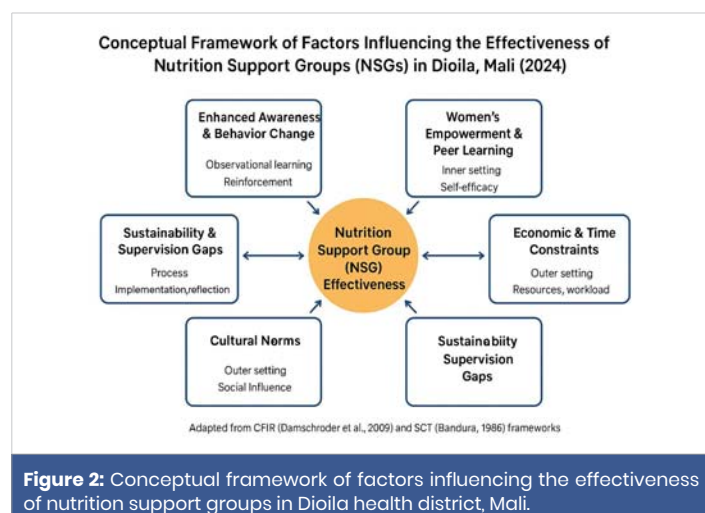 Conceptual Framework of Factors Influencing the Effectiveness of
Nutrition Support Groups (NSGs) in Dioila, Mali (2024)
Enhanced Awareness
& Behavior Change
Observational learning
Reinforcement
Women's
Empowerment &
Peer Learning
Inner setting
Self-efficacy
Sustainability &
Supervision Gaps
Process
Implementation,reflection
Nutrition
Support Group
(NSG)
Effectiveness
Economic & Time
Constraints
Outer setting
Resources, workload
Cultural Norms
Outer setting
Social Influence
Sustainabiity
Supervision
Gaps
Adapted from CFIR (Damschroder et al., 2009) and SCT (Bandura, 1986) frameworks
Figure 2: Conceptual framework of factors influencing the effectiveness
of nutrition support groups in Dioila health district, Mali.